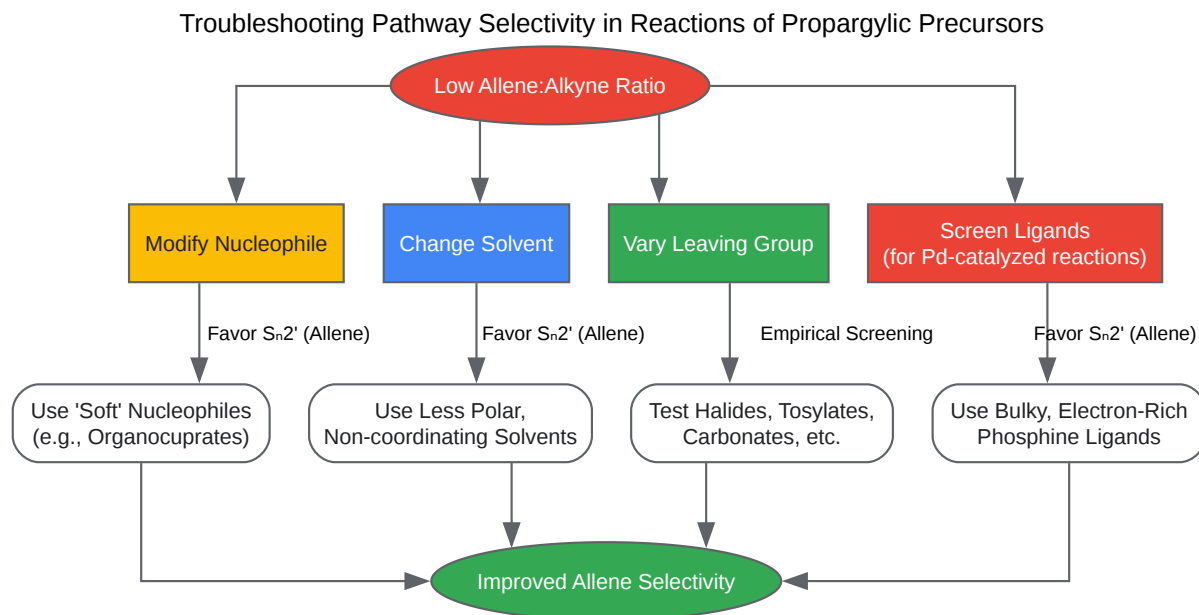 Troubleshooting Pathway Selectivity in Reactions of Propargylic Precursors
Low Allene:Alkyne Ratio
Modify Nucleophile
Change Solvent
Vary Leaving Group
Screen Ligands
(for Pd-catalyzed reactions)
Favor Sₙ2' (Allene)
Favor Sₙ2' (Allene)
Empirical Screening
Favor Sₙ2' (Allene)
Use 'Soft' Nucleophiles
(e.g., Organocuprates)
Use Less Polar,
Non-coordinating Solvents
Test Halides, Tosylates,
Carbonates, etc.
Use Bulky, Electron-Rich
Phosphine Ligands
Improved Allene Selectivity